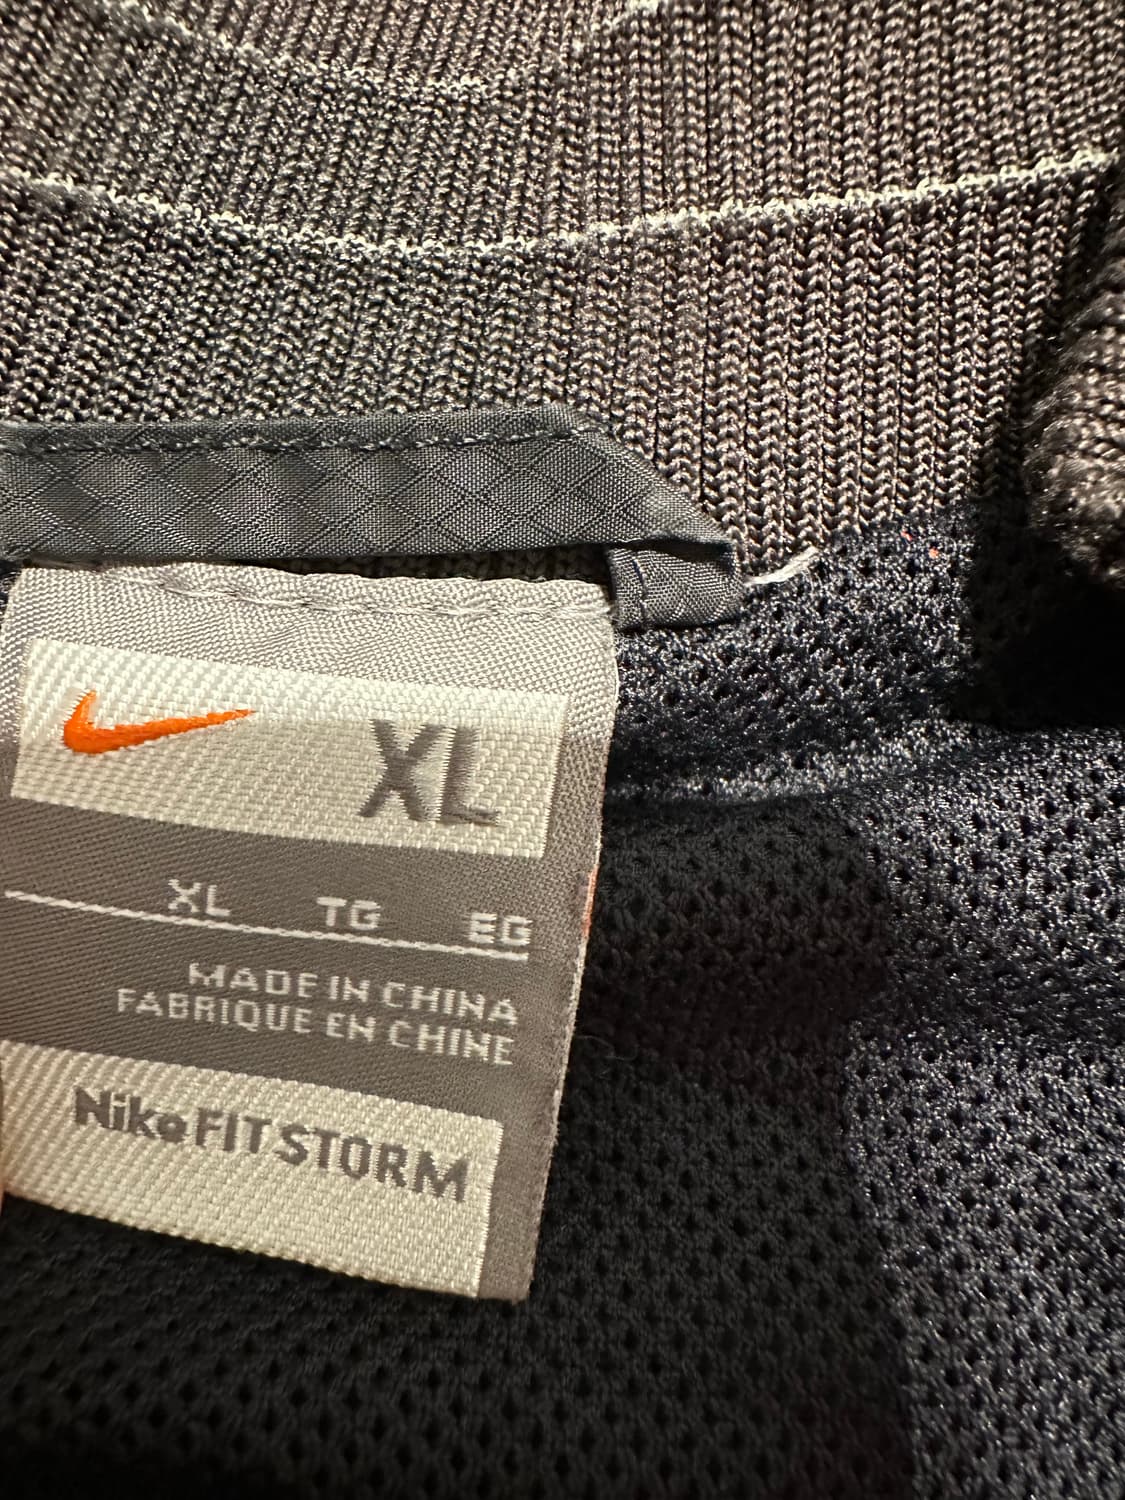 XL
XL TG EG
MADE IN CHINA
FABRIQUE EN CHINE
Nike FIT STORM